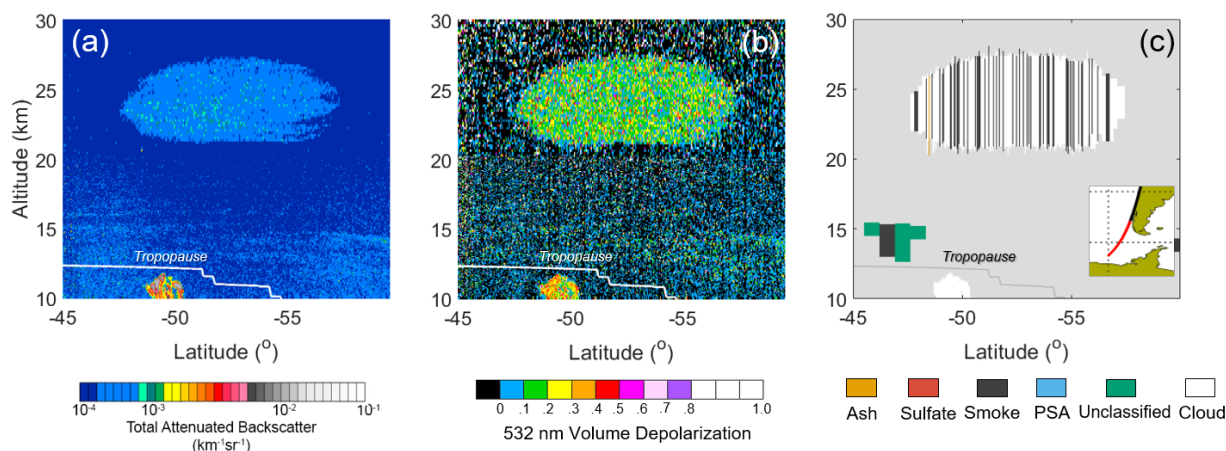 (a)
30
25
20
15
10
Altitude (km)
Tropopause
-45
-50
-55
Latitude (°)
10⁻⁴
10⁻³
10⁻²
10⁻¹
Total Attenuated Backscatter
(km⁻¹sr⁻¹)
(b)
30
25
20
15
10
Tropopause
-45
-50
-55
Latitude (°)
0 .1 .2 .3 .4 .5 .6 .7 .8 1.0
532 nm Volume Depolarization
(c)
30
25
20
15
10
Tropopause
-45
-50
-55
Latitude (°)
Ash Sulfate Smoke PSA Unclassified Cloud